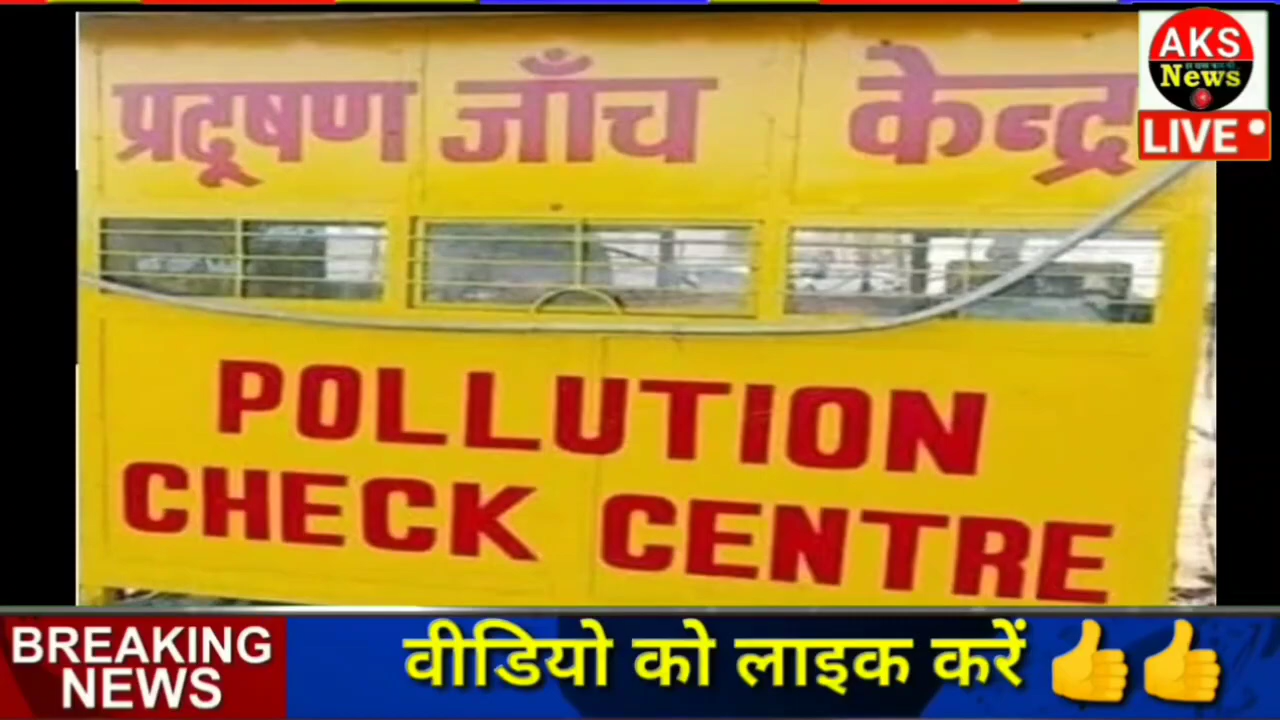 प्रदूषण जाँच केन्द्र
AKS
News
LIVE
POLLUTION
CHECK CENTRE
BREAKING
NEWS
वीडियो को लाइक करें 👍👍